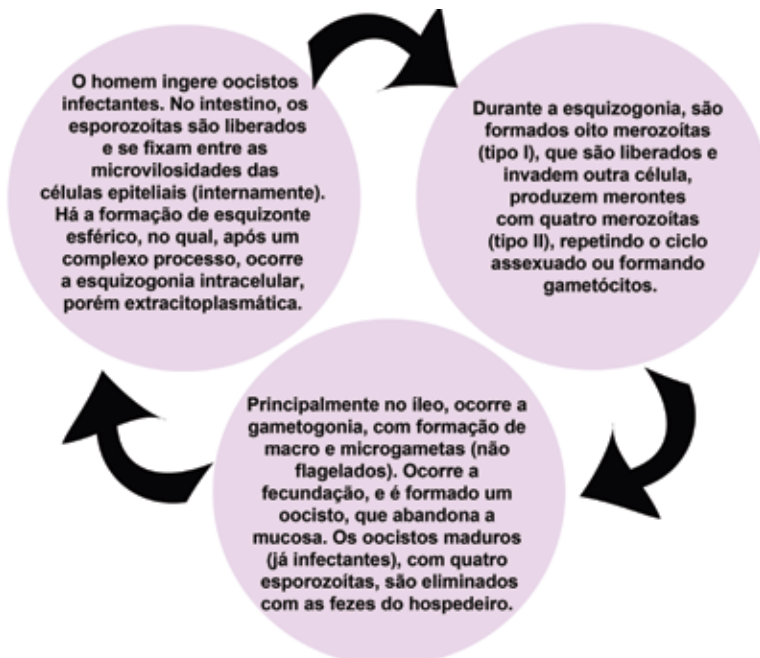 O homem ingere oocistos
infectantes. No intestino, os
esporozoítas são liberados
e se fixam entre as
microvilosidades das
células epiteliais (internamente).
Há a formação de esquizonte
esférico, no qual, após um
complexo processo, ocorre
a esquizogonia intracelular,
porém extracitoplasmática.
Durante a esquizogonia, são
formados oito merozoítas
(tipo I), que são liberados e
invadem outra célula,
produzem merontes
com quatro merozoítas
(tipo II), repetindo o ciclo
assexuado ou formando
gametócitos.
Principalmente no íleo, ocorre a
gametogonia, com formação de
macro e microgametas (não
flagelados). Ocorre a
fecundação, e é formado um
oocisto, que abandona a
mucosa. Os oocistos maduros
(já infectantes), com quatro
esporozoítas, são eliminados
com as fezes do hospedeiro.